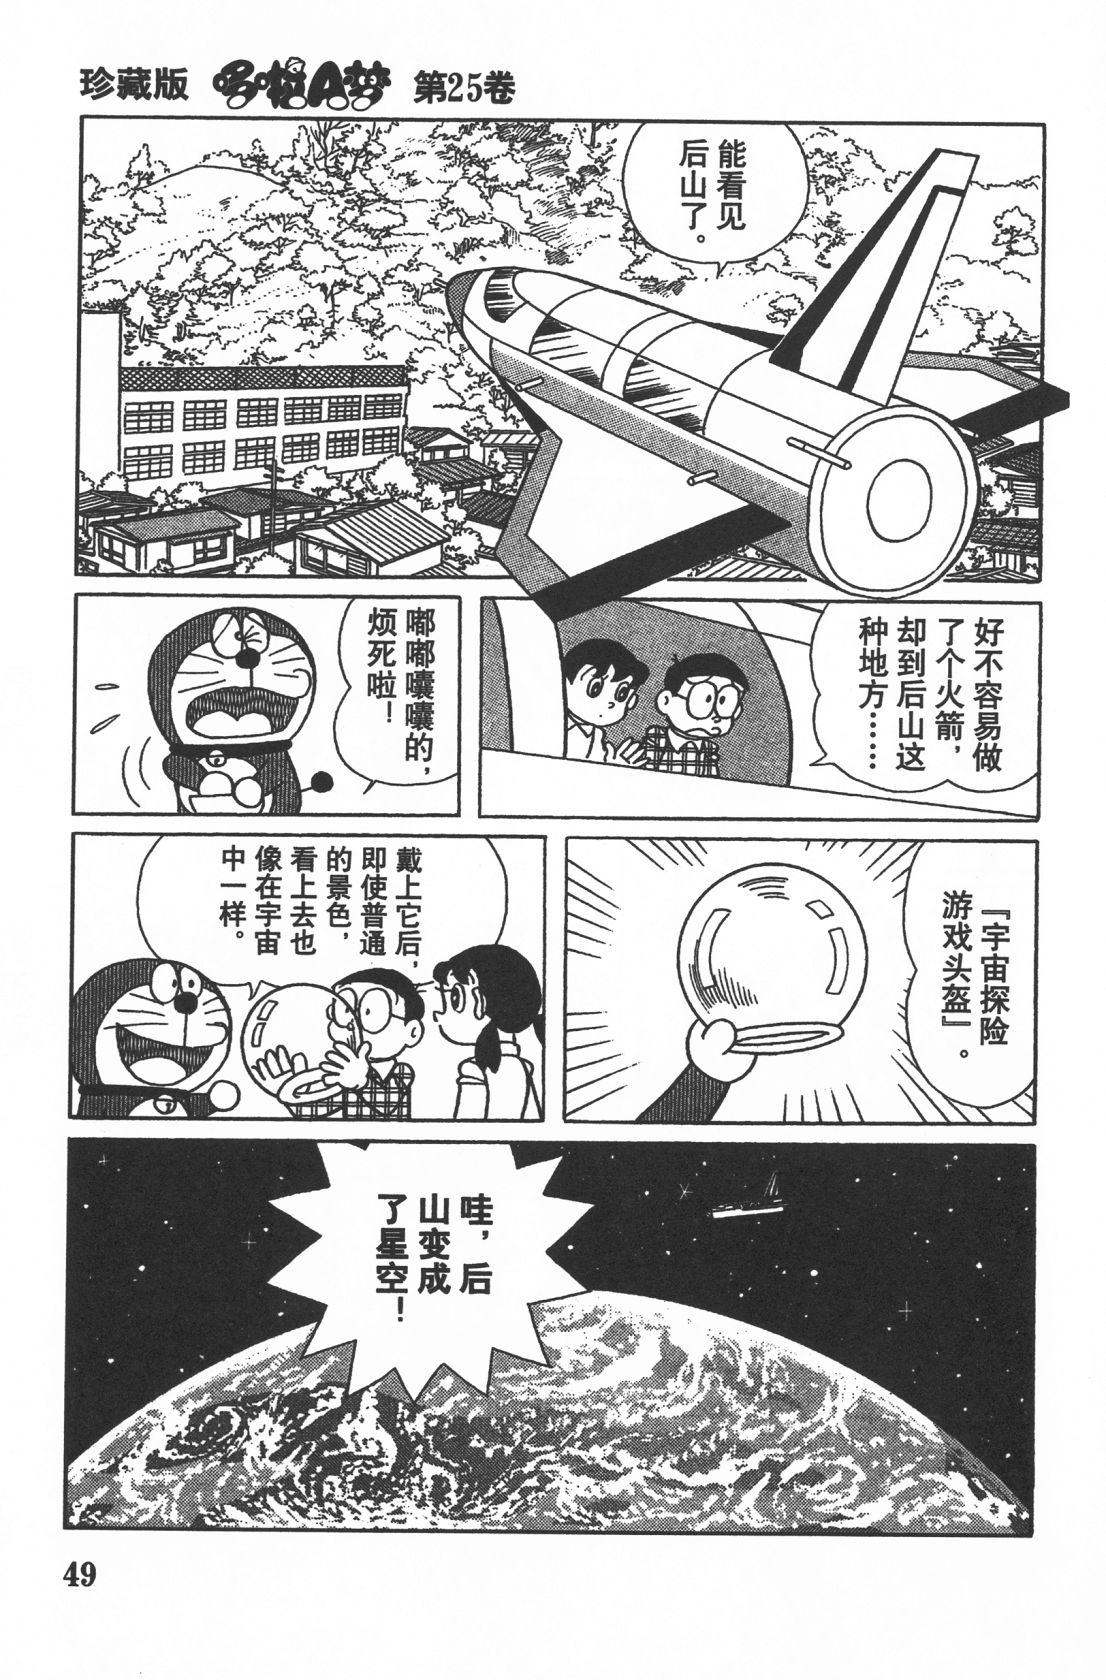 珍藏版 哆啦A梦 第25卷
能看见
后山了。
好不容易做
了个火箭，
却到后山这
种地方……
嘟嘟囔囔的，
烦死啦！
『宇宙探险
游戏头盔』。
戴上它后，
即使普通
的景色，
看上去也
像在宇宙
中一样。
哇，后
山变成
了星空！
49